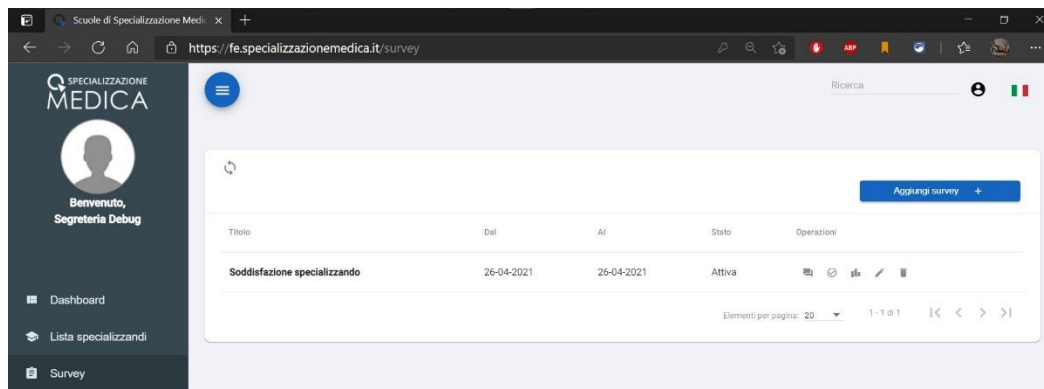 Scuole di Specializzazione Medic
https://fe.specializzazionemedica.it/survey
ABP
SPECIALIZZAZIONE
MEDICA
Ricerca
Benvenuto,
Segreteria Debug
Aggiungi survey +
Titolo Dal Al Stato Operazioni
Soddisfazione specializzando 26-04-2021 26-04-2021 Attiva
Elementi per pagina: 20 1 - 1 di 1
Dashboard
Lista specializzandi
Survey